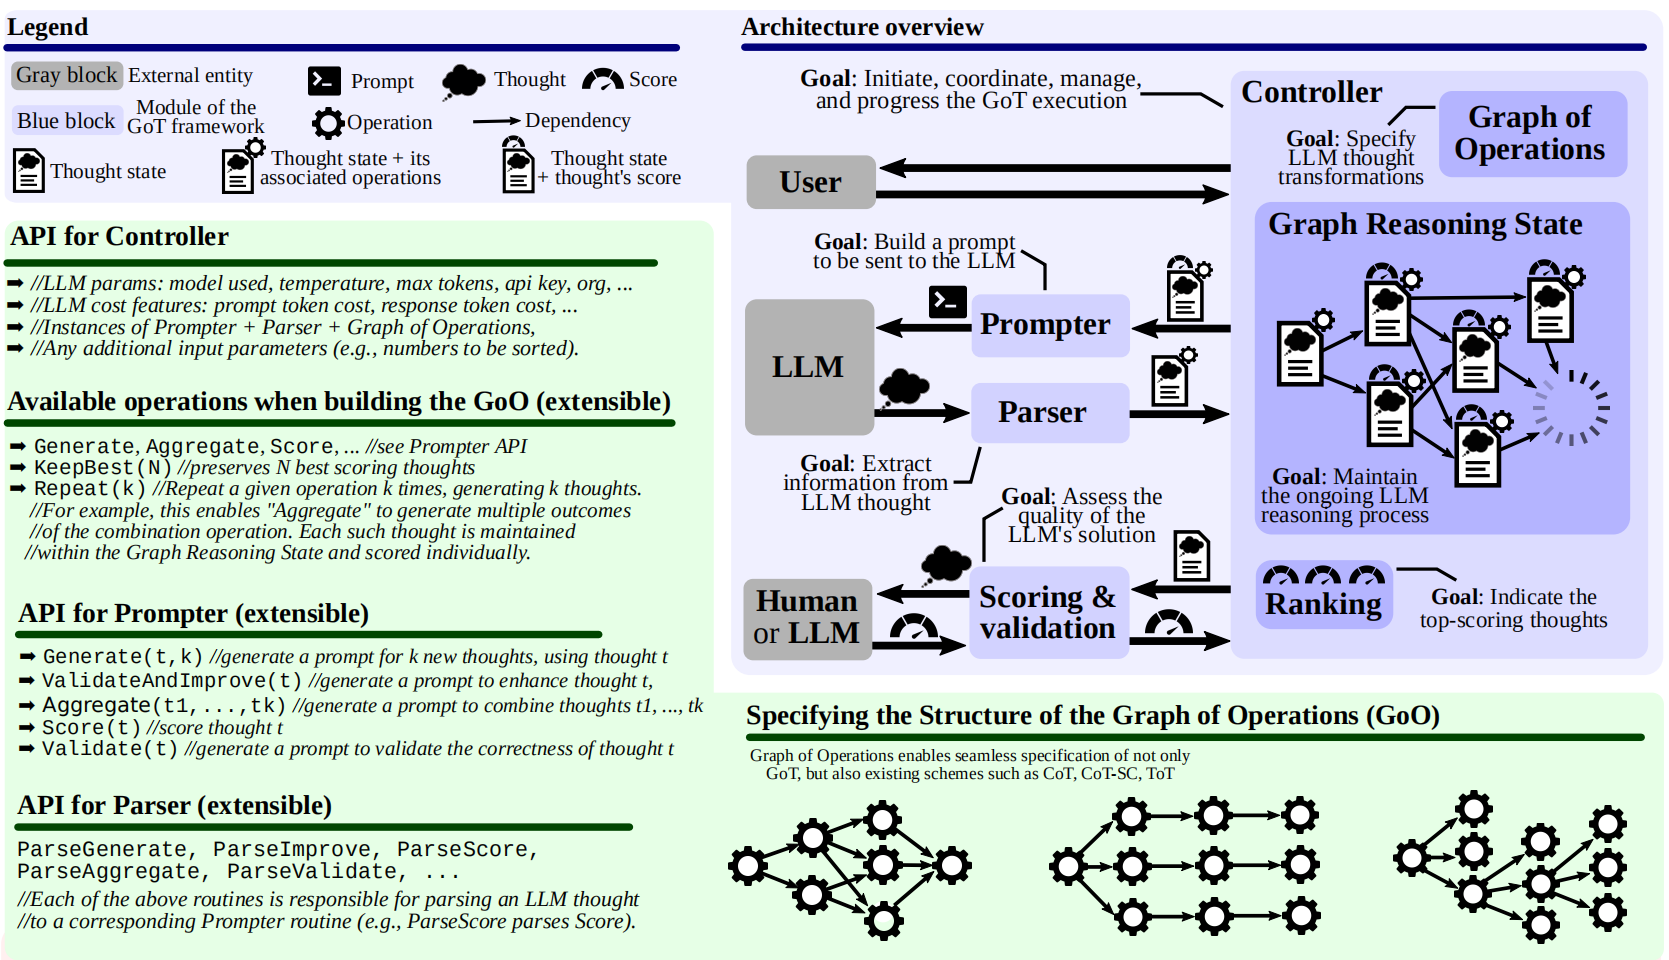 Legend
Gray block External entity
Prompt
Thought
Score
Blue block
Module of the
GoT framework
Operation
Dependency
Thought state
Thought state + its
associated operations
Thought state
+ thought's score
API for Controller
➡ //LLM params: model used, temperature, max tokens, api key, org, ...
➡ //LLM cost features: prompt token cost, response token cost, ...
➡ //Instances of Prompter + Parser + Graph of Operations,
➡ //Any additional input parameters (e.g., numbers to be sorted).
Available operations when building the GoO (extensible)
➡ Generate, Aggregate, Score, ... //see Prompter API
➡ KeepBest(N) //preserves N best scoring thoughts
➡ Repeat(k) //Repeat a given operation k times, generating k thoughts.
//For example, this enables "Aggregate" to generate multiple outcomes
//of the combination operation. Each such thought is maintained
//within the Graph Reasoning State and scored individually.
API for Prompter (extensible)
➡ Generate(t,k) //generate a prompt for k new thoughts, using thought t
➡ ValidateAndImprove(t) //generate a prompt to enhance thought t,
➡ Aggregate(t1,...,tk) //generate a prompt to combine thoughts t1, ..., tk
➡ Score(t) //score thought t
➡ Validate(t) //generate a prompt to validate the correctness of thought t
API for Parser (extensible)
ParseGenerate, ParseImprove, ParseScore,
ParseAggregate, ParseValidate, ...
//Each of the above routines is responsible for parsing an LLM thought
//to a corresponding Prompter routine (e.g., ParseScore parses Score).
Architecture overview
Goal: Initiate, coordinate, manage,
and progress the GoT execution
Controller
Goal: Specify
LLM thought
transformations
Graph of
Operations
User
Graph Reasoning State
Goal: Build a prompt
to be sent to the LLM
Prompter
LLM
Parser
Goal: Extract
information from
LLM thought
Goal: Maintain
the ongoing LLM
reasoning process
Goal: Assess the
quality of the
LLM's solution
Human
or LLM
Scoring &
validation
Ranking
Goal: Indicate the
top-scoring thoughts
Specifying the Structure of the Graph of Operations (GoO)
Graph of Operations enables seamless specification of not only
GoT, but also existing schemes such as CoT, CoT-SC, ToT